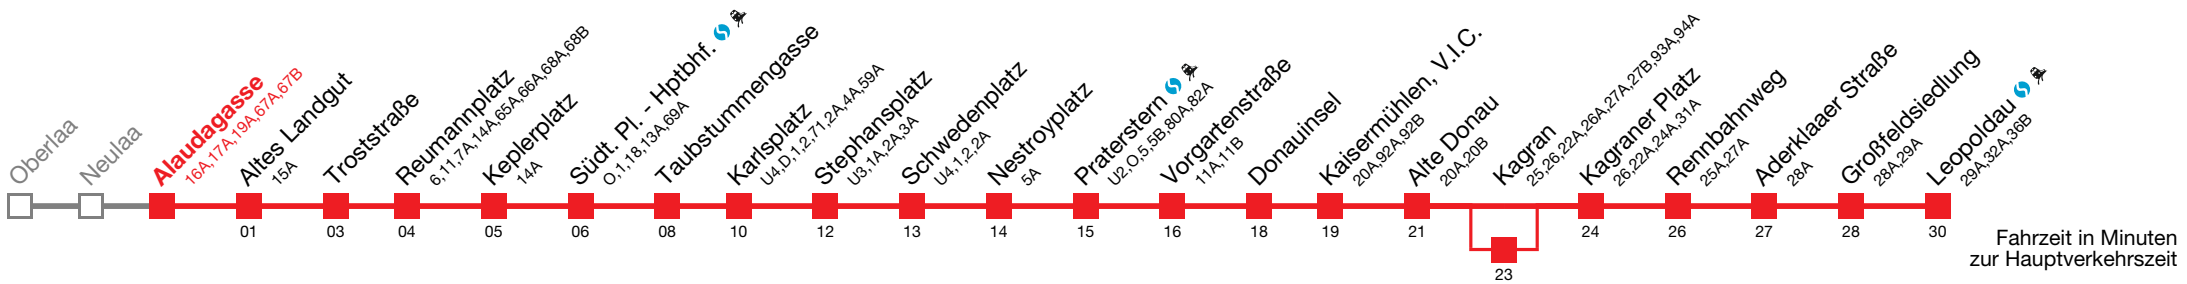 Oberlaa
Neulaa
Alaudagasse
16A,17A,19A,67A,67B
Altes Landgut
15A
Troststraße
Reumannplatz
6,11,7A,14A,65A,66A,68A,68B
Keplerplatz
14A
Südt. Pl. - Hptbhf.
O,1,18,13A,69A
Taubstummengasse
Karlsplatz
U4,D,1,2,71,2A,4A,59A
Stephansplatz
U3,1A,2A,3A
Schwedenplatz
U4,1,2,2A
Nestroyplatz
5A
Praterstern
U2,O,5,5B,80A,82A
Vorgartenstraße
11A,11B
Donauinsel
Kaisermühlen, V.I.C.
20A,92A,92B
Alte Donau
20A,20B
Kagran
25,26,22A,26A,27A,27B,93A,94A
Kagraner Platz
26,22A,24A,31A
Rennbahnweg
25A,27A
Aderklaaer Straße
28A
Großfeldsiedlung
28A,29A
Leopoldau
29A,32A,36B
01 03 04 05 06 08 10 12 13 14 15 16 18 19 21 24 26 27 28 30
23
Fahrzeit in Minuten
zur Hauptverkehrszeit